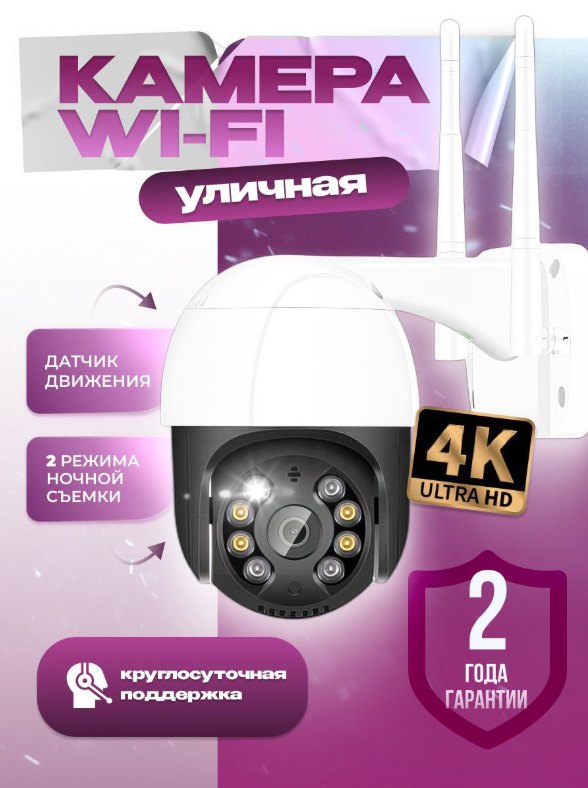 КАМЕРА
WI-FI
уличная
ДАТЧИК
ДВИЖЕНИЯ
2 РЕЖИМА
НОЧНОЙ
СЪЕМКИ
4K
ULTRA HD
2
ГОДА
ГАРАНТИИ
круглосуточная
поддержка